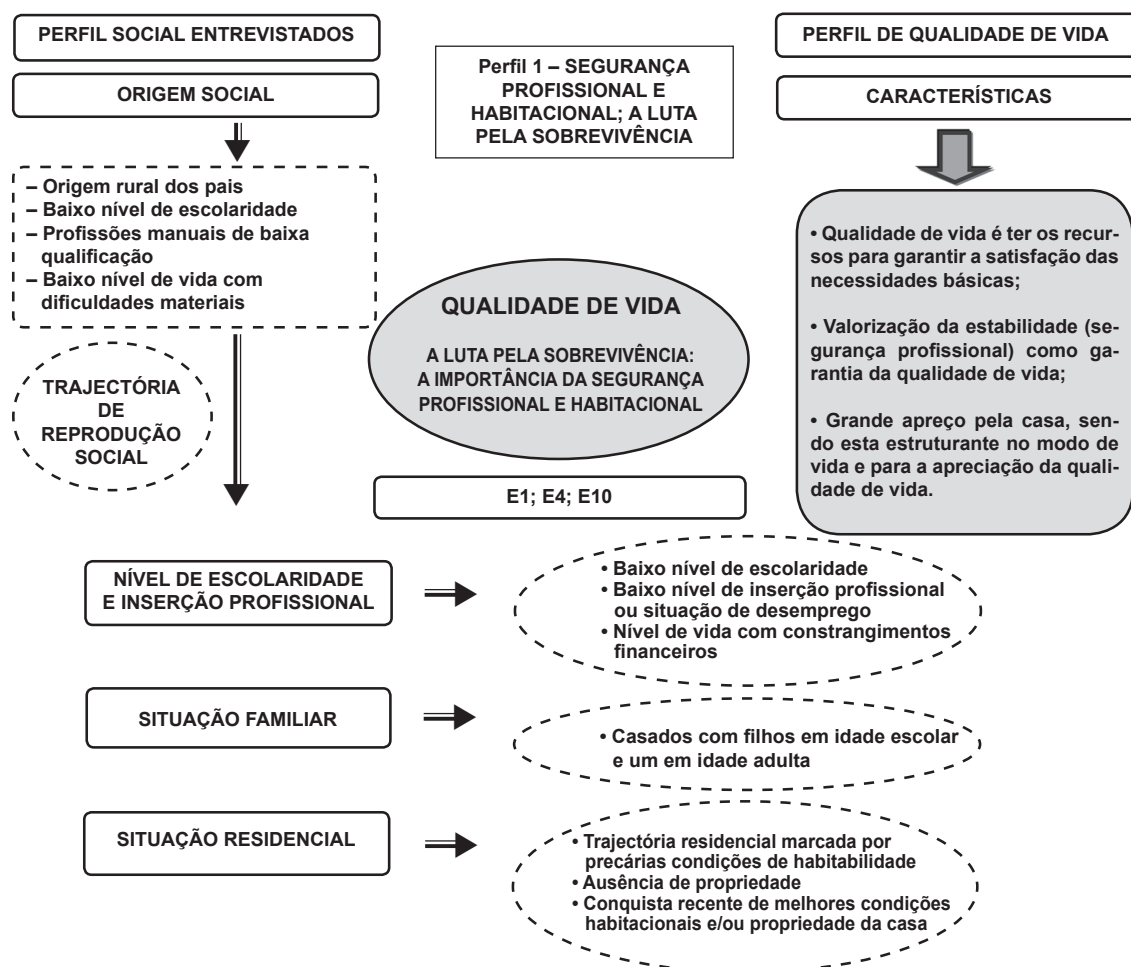 PERFIL SOCIAL ENTREVISTADOS
ORIGEM SOCIAL
– Origem rural dos pais
– Baixo nível de escolaridade
– Profissões manuais de baixa
qualificação
– Baixo nível de vida com
dificuldades materiais
TRAJECTÓRIA
DE
REPRODUÇÃO
SOCIAL
Perfil 1 – SEGURANÇA
PROFISSIONAL E
HABITACIONAL; A LUTA
PELA SOBREVIVÊNCIA
QUALIDADE DE VIDA
A LUTA PELA SOBREVIVÊNCIA:
A IMPORTÂNCIA DA SEGURANÇA
PROFISSIONAL E HABITACIONAL
E1; E4; E10
PERFIL DE QUALIDADE DE VIDA
CARACTERÍSTICAS
• Qualidade de vida é ter os recur-
sos para garantir a satisfação das
necessidades básicas;
• Valorização da estabilidade (se-
gurança profissional) como ga-
rantia da qualidade de vida;
• Grande apreço pela casa, sen-
do esta estruturante no modo de
vida e para a apreciação da quali-
dade de vida.
NÍVEL DE ESCOLARIDADE
E INSERÇÃO PROFISSIONAL
• Baixo nível de escolaridade
• Baixo nível de inserção profissional
ou situação de desemprego
• Nível de vida com constrangimentos
financeiros
SITUAÇÃO FAMILIAR
• Casados com filhos em idade escolar
e um em idade adulta
SITUAÇÃO RESIDENCIAL
• Trajectória residencial marcada por
precárias condições de habitabilidade
• Ausência de propriedade
• Conquista recente de melhores condições
habitacionais e/ou propriedade da casa